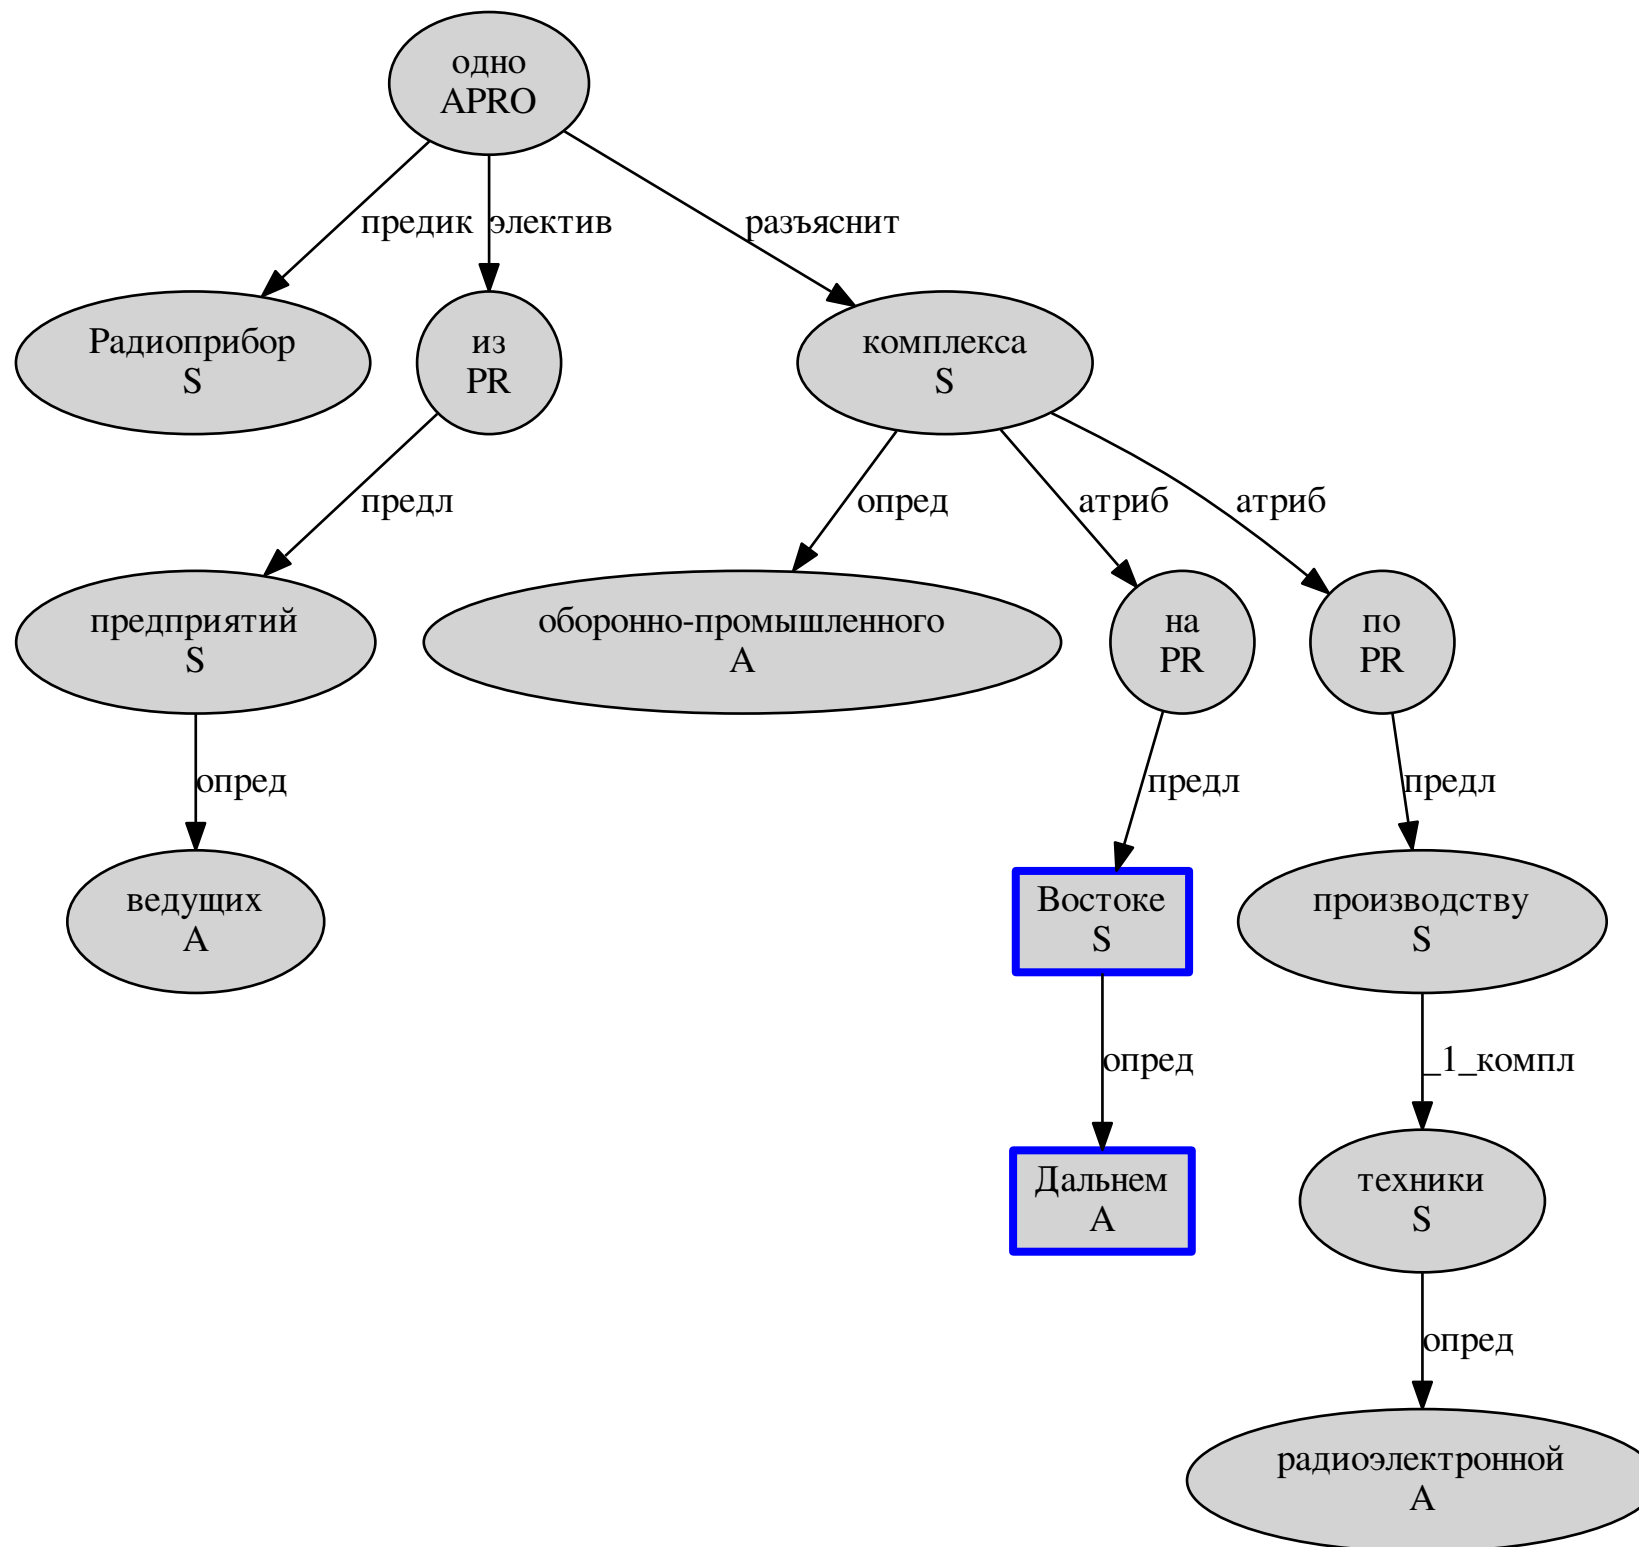 одно
APRO
предик
электив
разъяснит
Радиоприбор
S
из
PR
комплекса
S
предл
опред
атриб
атриб
предприятий
S
оборонно-промышленного
A
на
PR
по
PR
опред
предл
предл
ведущих
A
Востоке
S
производству
S
опред
_1_компл
Дальнем
A
техники
S
опред
радиоэлектронной
A